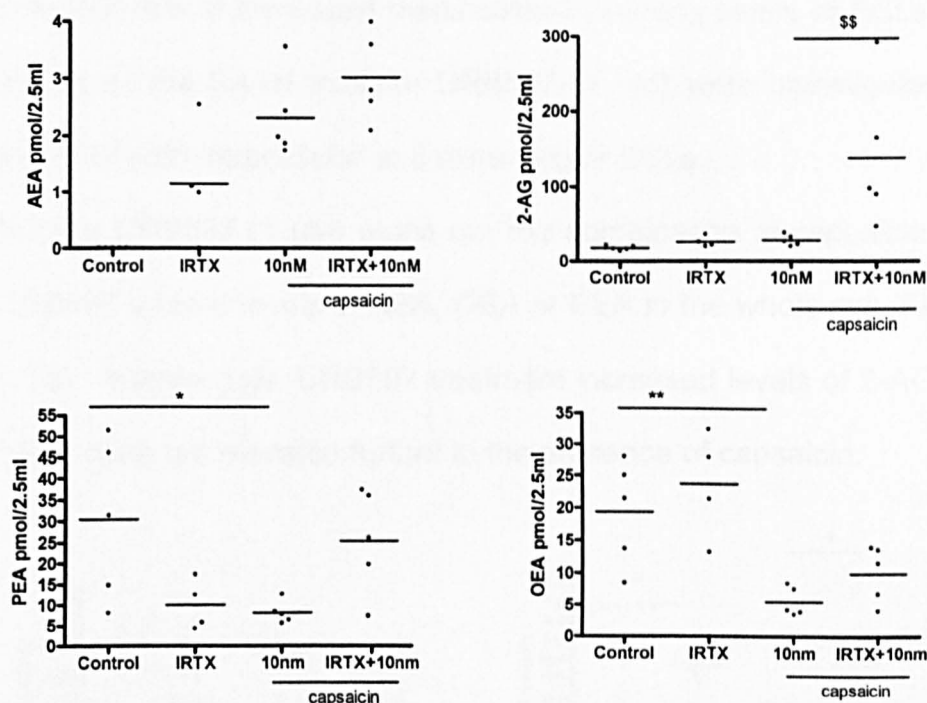 AEA pmol/2.5ml
4
3
2
1
0
Control IRTX 10nM IRTX+10nM
capsaicin
2-AG pmol/2.5ml
$$
300
200
100
0
Control IRTX 10nM IRTX+10nM
capsaicin
PEA pmol/2.5ml
*
55
50
45
40
35
30
25
20
15
10
5
0
Control IRTX 10nm IRTX+10nm
capsaicin
OEA pmol/2.5ml
**
35
30
25
20
15
10
5
0
Control IRTX 10nm IRTX+10nm
capsaicin